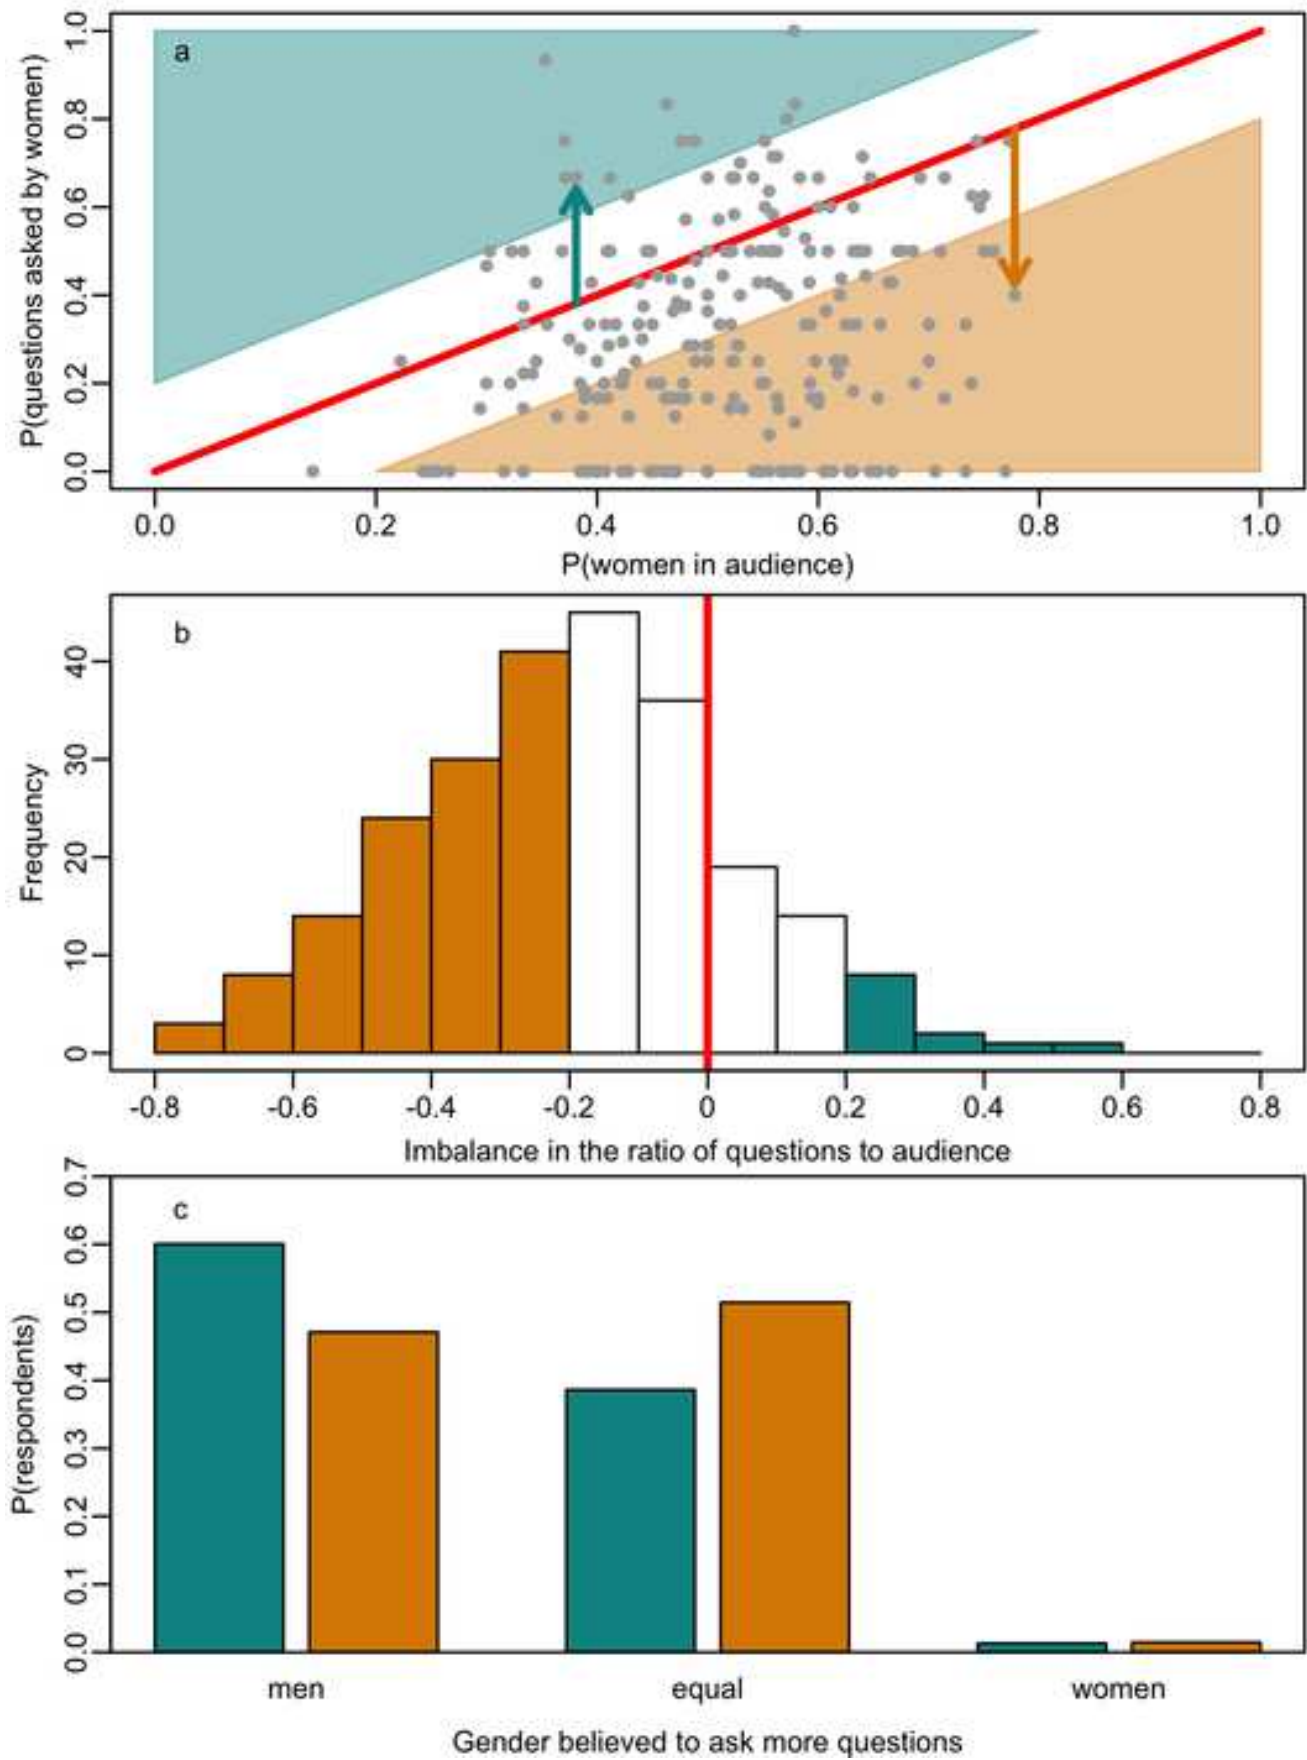 a
P(questions asked by women)
1.0
0.8
0.6
0.4
0.2
0.0
0.0 0.2 0.4 0.6 0.8 1.0
P(women in audience)
b
Frequency
40
30
20
10
0
-0.8 -0.6 -0.4 -0.2 0 0.2 0.4 0.6 0.8
Imbalance in the ratio of questions to audience
c
P(respondents)
0.7
0.6
0.5
0.4
0.3
0.2
0.1
0.0
men equal women
Gender believed to ask more questions